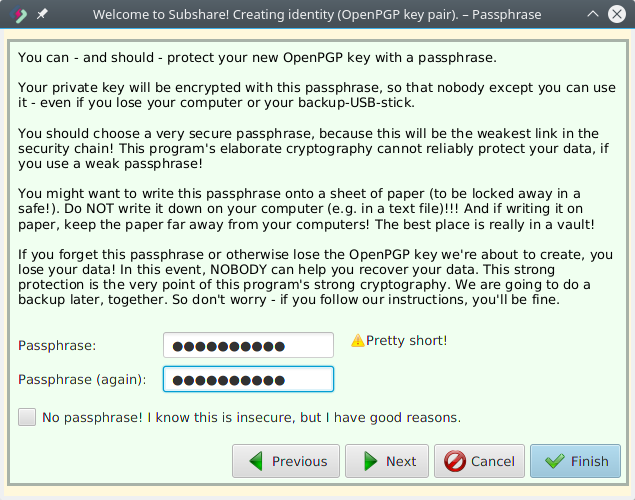 Welcome to Subshare! Creating identity (OpenPGP key pair). – Passphrase
You can - and should - protect your new OpenPGP key with a passphrase.
Your private key will be encrypted with this passphrase, so that nobody except you can use
it - even if you lose your computer or your backup-USB-stick.
You should choose a very secure passphrase, because this will be the weakest link in the
security chain! This program's elaborate cryptography cannot reliably protect your data, if
you use a weak passphrase!
You might want to write this passphrase onto a sheet of paper (to be locked away in a
safe!). Do NOT write it down on your computer (e.g. in a text file)!!! And if writing it on
paper, keep the paper far away from your computers! The best place is really in a vault!
If you forget this passphrase or otherwise lose the OpenPGP key we're about to create, you
lose your data! In this event, NOBODY can help you recover your data. This strong
protection is the very point of this program's strong cryptography. We are going to do a
backup later, together. So don't worry - if you follow our instructions, you'll be fine.
Passphrase: ●●●●●●●●●● Pretty short!
Passphrase (again): ●●●●●●●●●●
No passphrase! I know this is insecure, but I have good reasons.
Previous Next Cancel Finish